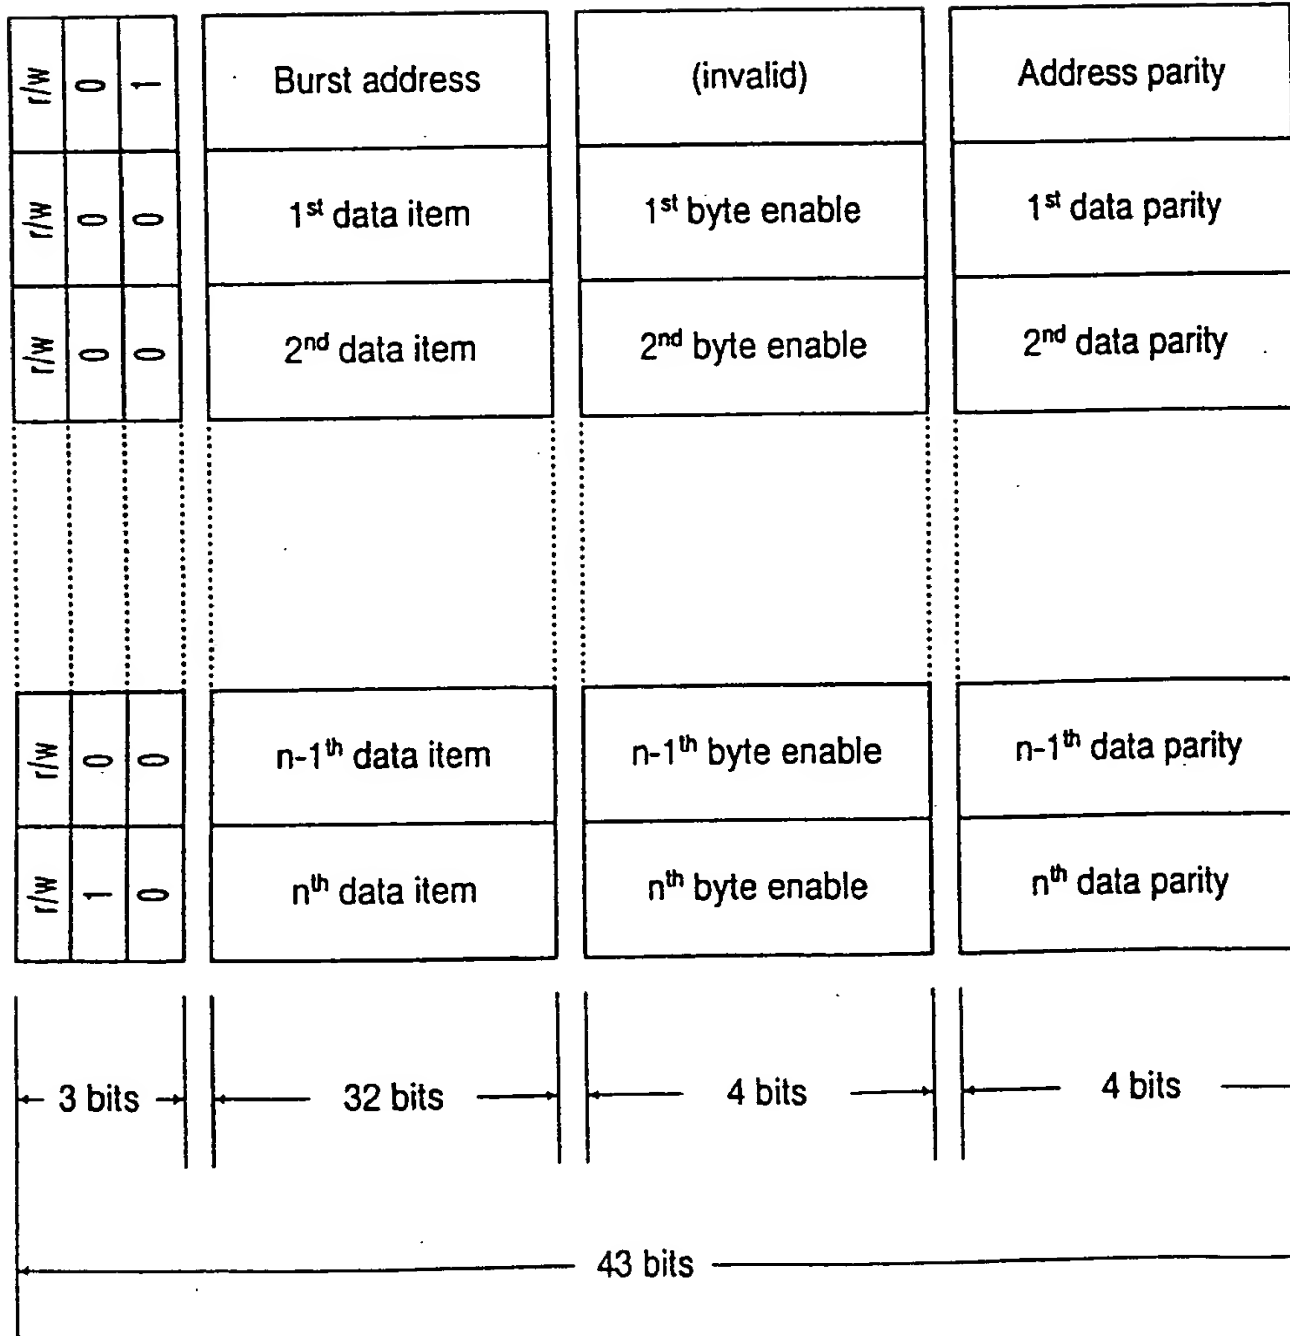 r/w 0 1 Burst address (invalid) Address parity
r/w 0 0 1st data item 1st byte enable 1st data parity
r/w 0 0 2nd data item 2nd byte enable 2nd data parity
r/w 0 0 n-1th data item n-1th byte enable n-1th data parity
r/w 1 0 nth data item nth byte enable nth data parity
3 bits 32 bits 4 bits 4 bits
43 bits